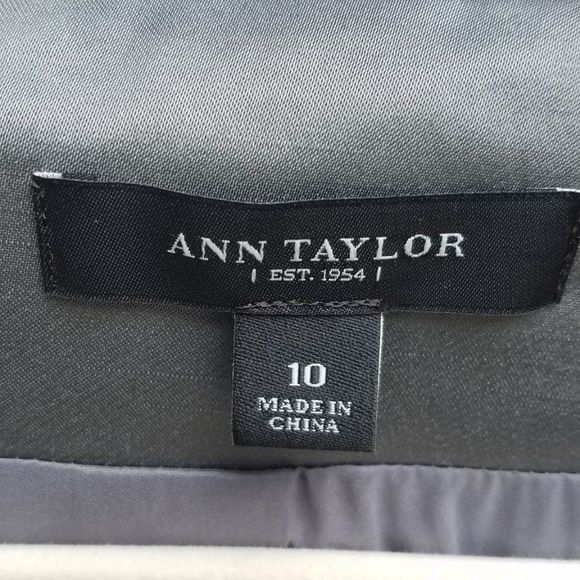 ANN TAYLOR
| EST. 1954 |
10
MADE IN
CHINA